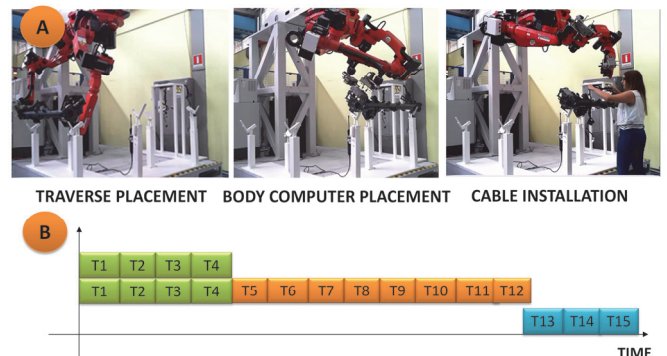 A
TRAVERSE PLACEMENT BODY COMPUTER PLACEMENT CABLE INSTALLATION
B
T1 T2 T3 T4
T1 T2 T3 T4 T5 T6 T7 T8 T9 T10 T11 T12
T13 T14 T15
TIME